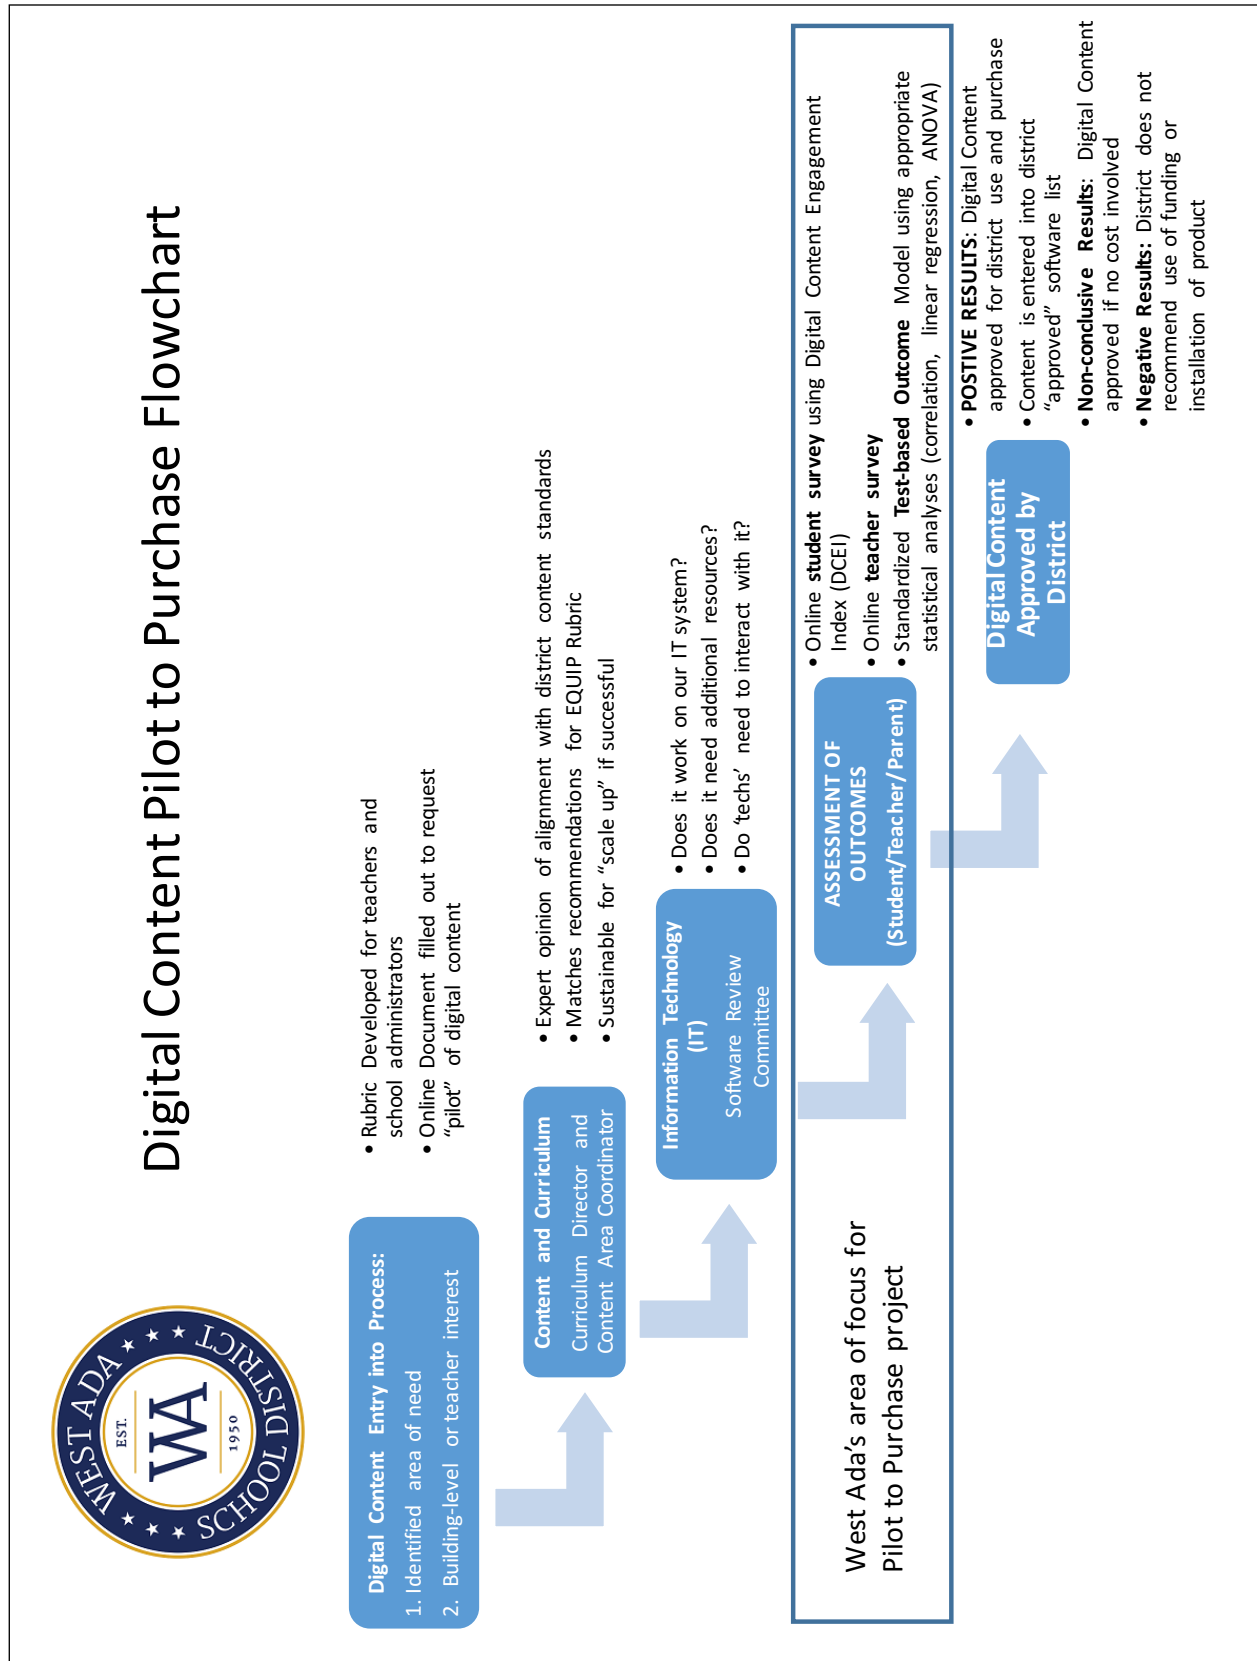 WEST ADA
SCHOOL DISTRICT
EST.
WA
1950
Digital Content Pilot to Purchase Flowchart
Digital Content Entry into Process:
1. Identified area of need
2. Building-level or teacher interest
• Rubric Developed for teachers and
school administrators
• Online Document filled out to request
“pilot” of digital content
Content and Curriculum
Curriculum Director and
Content Area Coordinator
• Expert opinion of alignment with district content standards
• Matches recommendations for EQUIP Rubric
• Sustainable for “scale up” if successful
Information Technology
(IT)
Software Review
Committee
• Does it work on our IT system?
• Does it need additional resources?
• Do ‘techs’ need to interact with it?
West Ada’s area of focus for
Pilot to Purchase project
ASSESSMENT OF
OUTCOMES
(Student/Teacher/Parent)
• Online student survey using Digital Content Engagement
Index (DCEI)
• Online teacher survey
• Standardized Test-based Outcome Model using appropriate
statistical analyses (correlation, linear regression, ANOVA)
Digital Content
Approved by
District
• POSTIVE RESULTS: Digital Content
approved for district use and purchase
• Content is entered into district
“approved” software list
• Non-conclusive Results: Digital Content
approved if no cost involved
• Negative Results: District does not
recommend use of funding or
installation of product